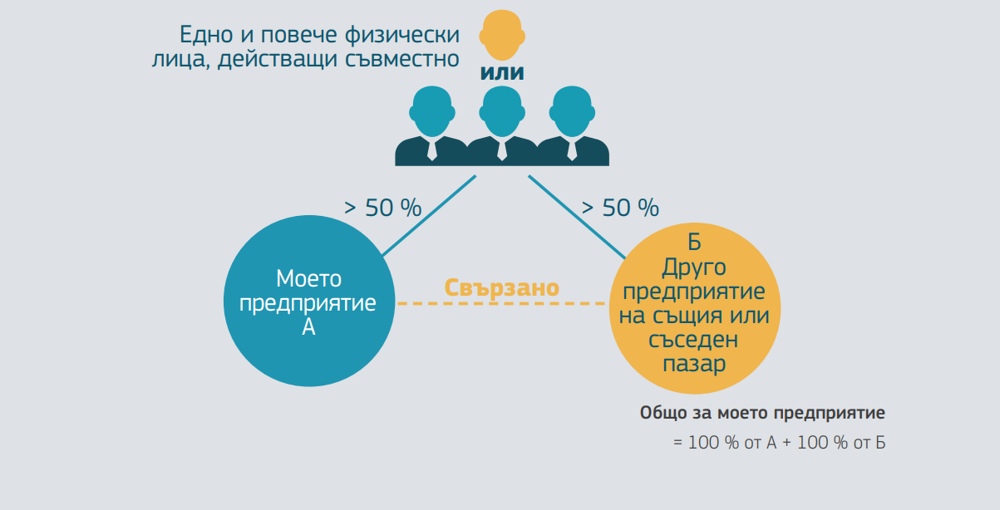 Едно и повече физически
лица, действащи съвместно
или
> 50 %
> 50 %
Моето
предприятие
А
Свързано
Б
Друго
предприятие
на същия или
съседен
пазар
Общо за моето предприятие
= 100 % от А + 100 % от Б